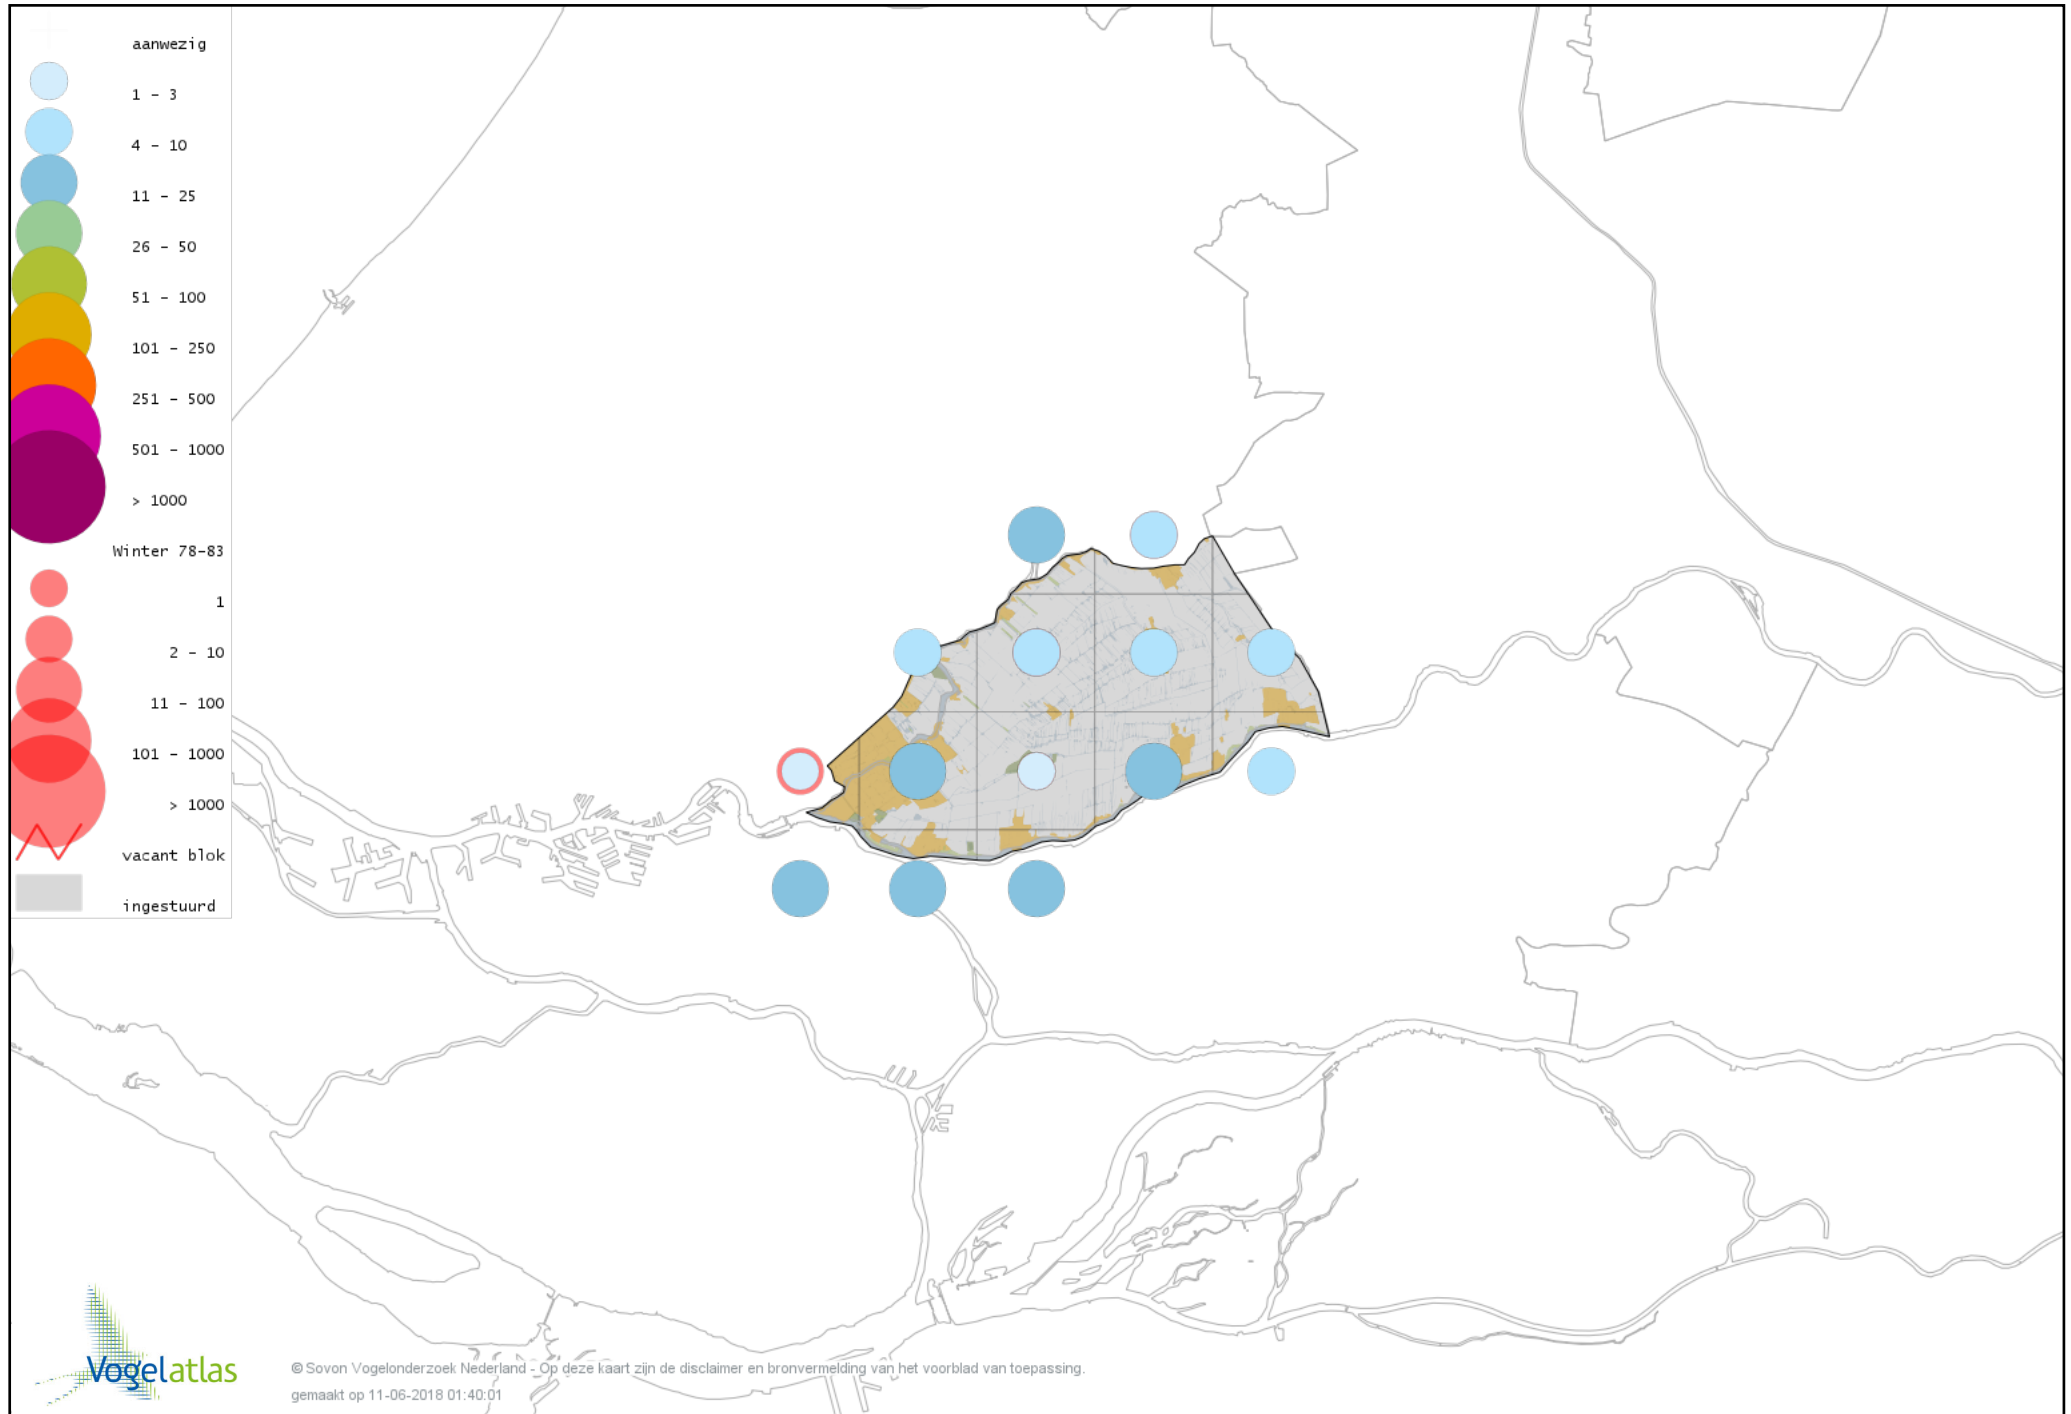 aanwezig
1 - 3
4 - 10
11 - 25
26 - 50
51 - 100
101 - 250
251 - 500
501 - 1000
> 1000
Winter 78-83
1
2 - 10
11 - 100
101 - 1000
> 1000
vacant blok
ingestuurd
Vogelatlas
© Sovon Vogelonderzoek Nederland - Op deze kaart zijn de disclaimer en bronvermelding van het voorblad van toepassing.
gemaakt op 11-06-2018 01:40:01